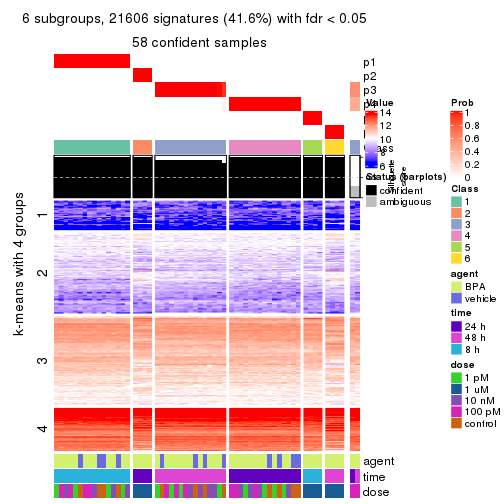 6 subgroups, 21606 signatures (41.6%) with fdr < 0.05
58 confident samples
p1
p2
p3
Value
14
12
10
8
6
Prob
1
0.8
0.6
0.4
0.2
0
Status (barplots)
confident
ambiguous
Class
1
2
3
4
5
6
agent
BPA
vehicle
time
24 h
48 h
8 h
dose
1 pM
1 uM
10 nM
100 pM
control
k-means with 4 groups
1
2
3
4
agent
time
dose